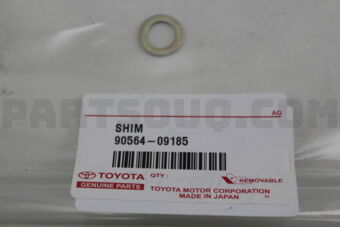 PARTSOUQ.COM
AG
SHIM
90564-09185
TOYOTA
GENUINE PARTS
QTY :
REMOVABLE
TOYOTA MOTOR CORPORATION
MADE IN JAPAN